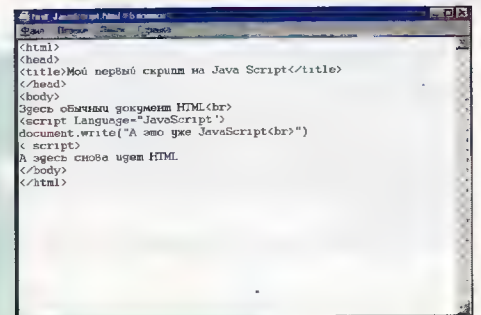 <html>
<head>
<title>Мой первый скрипт на Java Script</title>
</head>
<body>
Здесь обычный документ HTML<br>
<script Language="JavaScript">
document.write("А это уже JavaScript<br>")
< script>
А здесь снова идет HTML
</body>
</html>